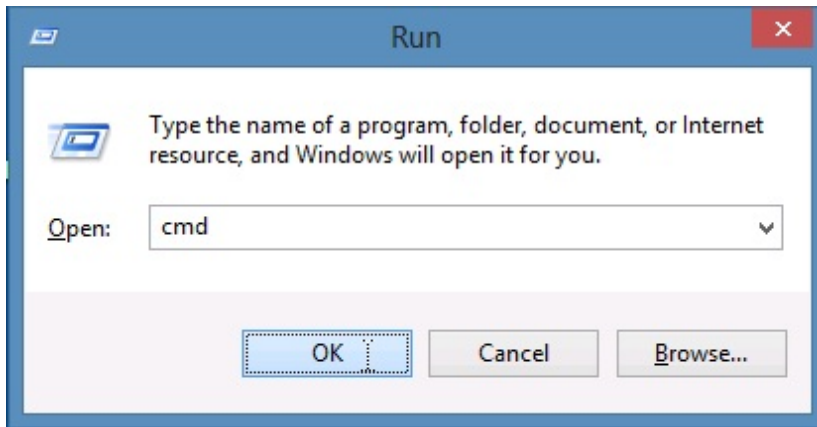 Run
Type the name of a program, folder, document, or Internet
resource, and Windows will open it for you.
Open: cmd
OK Cancel Browse...